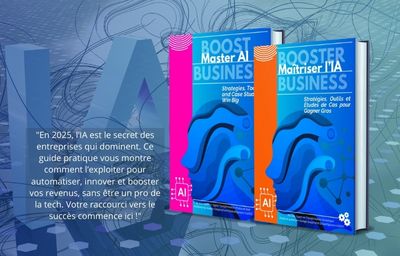 IA
"En 2025, l'IA est le secret des
entreprises qui dominent. Ce
guide pratique vous montre
comment l'exploiter pour
automatiser, innover et booster
vos revenus, sans être un pro de
la tech. Votre raccourci vers le
succès commence ici !"
BOOST
Master AI
BUSINESS
Strategies, Too
and Case Stud
Win Big
AI
BOOSTER
Maîtriser l'IA
BUSINESS
Stratégies, Outils et
Etudes de Cas pour
Gagner Gros
AI